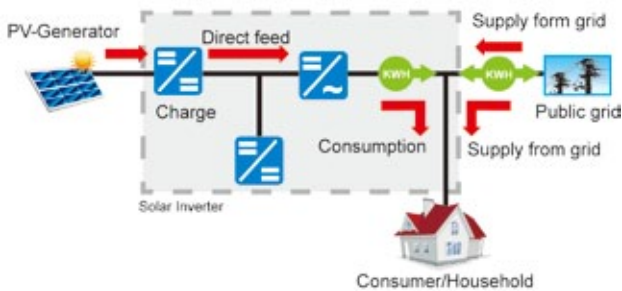 Supply form grid
PV-Generator
Direct feed
KWH
KWH
Charge
Public grid
Consumption
Supply from grid
Solar Inverter
Consumer/Household